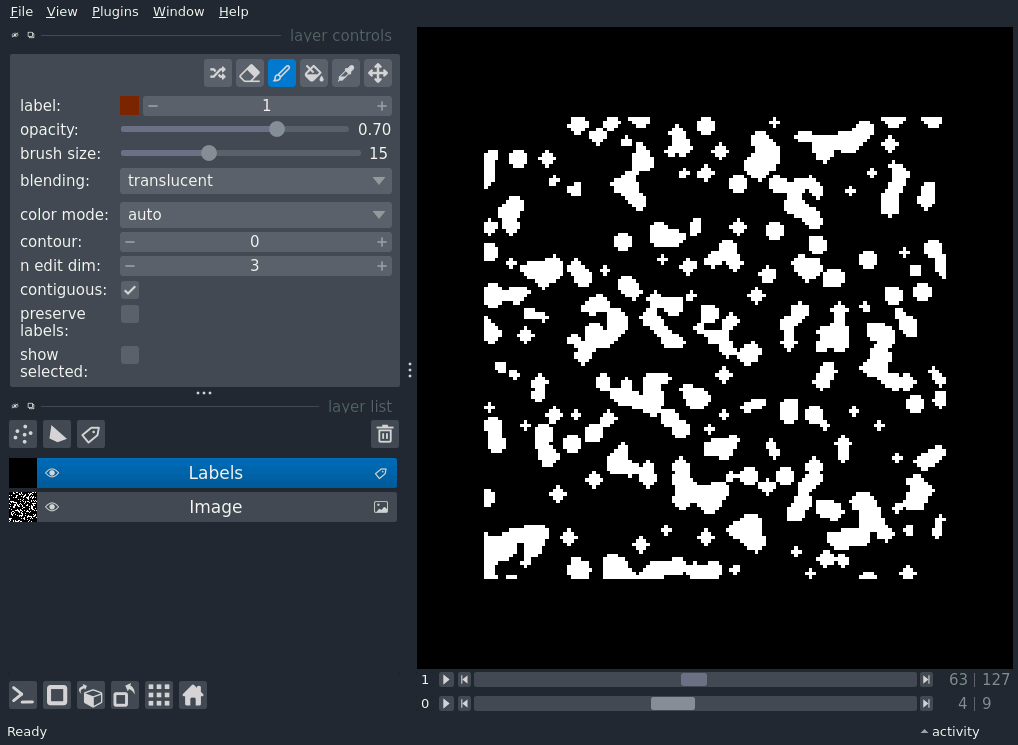 File View Plugins Window Help
layer controls
label: 1
opacity: 0.70
brush size: 15
blending: translucent
color mode: auto
contour: 0
n edit dim: 3
contiguous:
preserve
labels:
show
selected:
layer list
Labels
Image
1 63 | 127
0 4 | 9
Ready activity